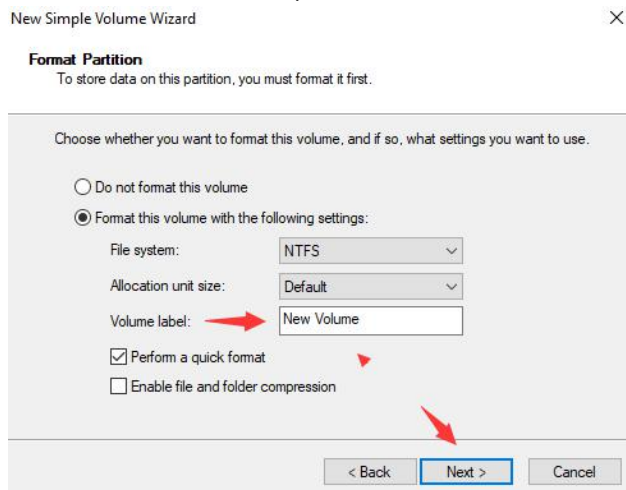 New Simple Volume Wizard
Format Partition
To store data on this partition, you must format it first.
Choose whether you want to format this volume, and if so, what settings you want to use.
Do not format this volume
Format this volume with the following settings:
File system: NTFS
Allocation unit size: Default
Volume label: New Volume
Perform a quick format
Enable file and folder compression
< Back Next > Cancel